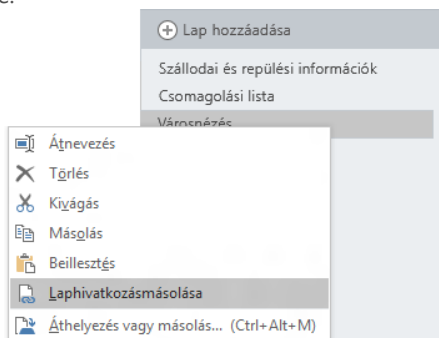 Lap hozzáadása
Szállodai és repülési információk
Csomagolási lista
Városnézés
Átnevezés
Törlés
Kivágás
Másolás
Beillesztés
Laphivatkozásmásolása
Áthelyezés vagy másolás... (Ctrl+Alt+M)